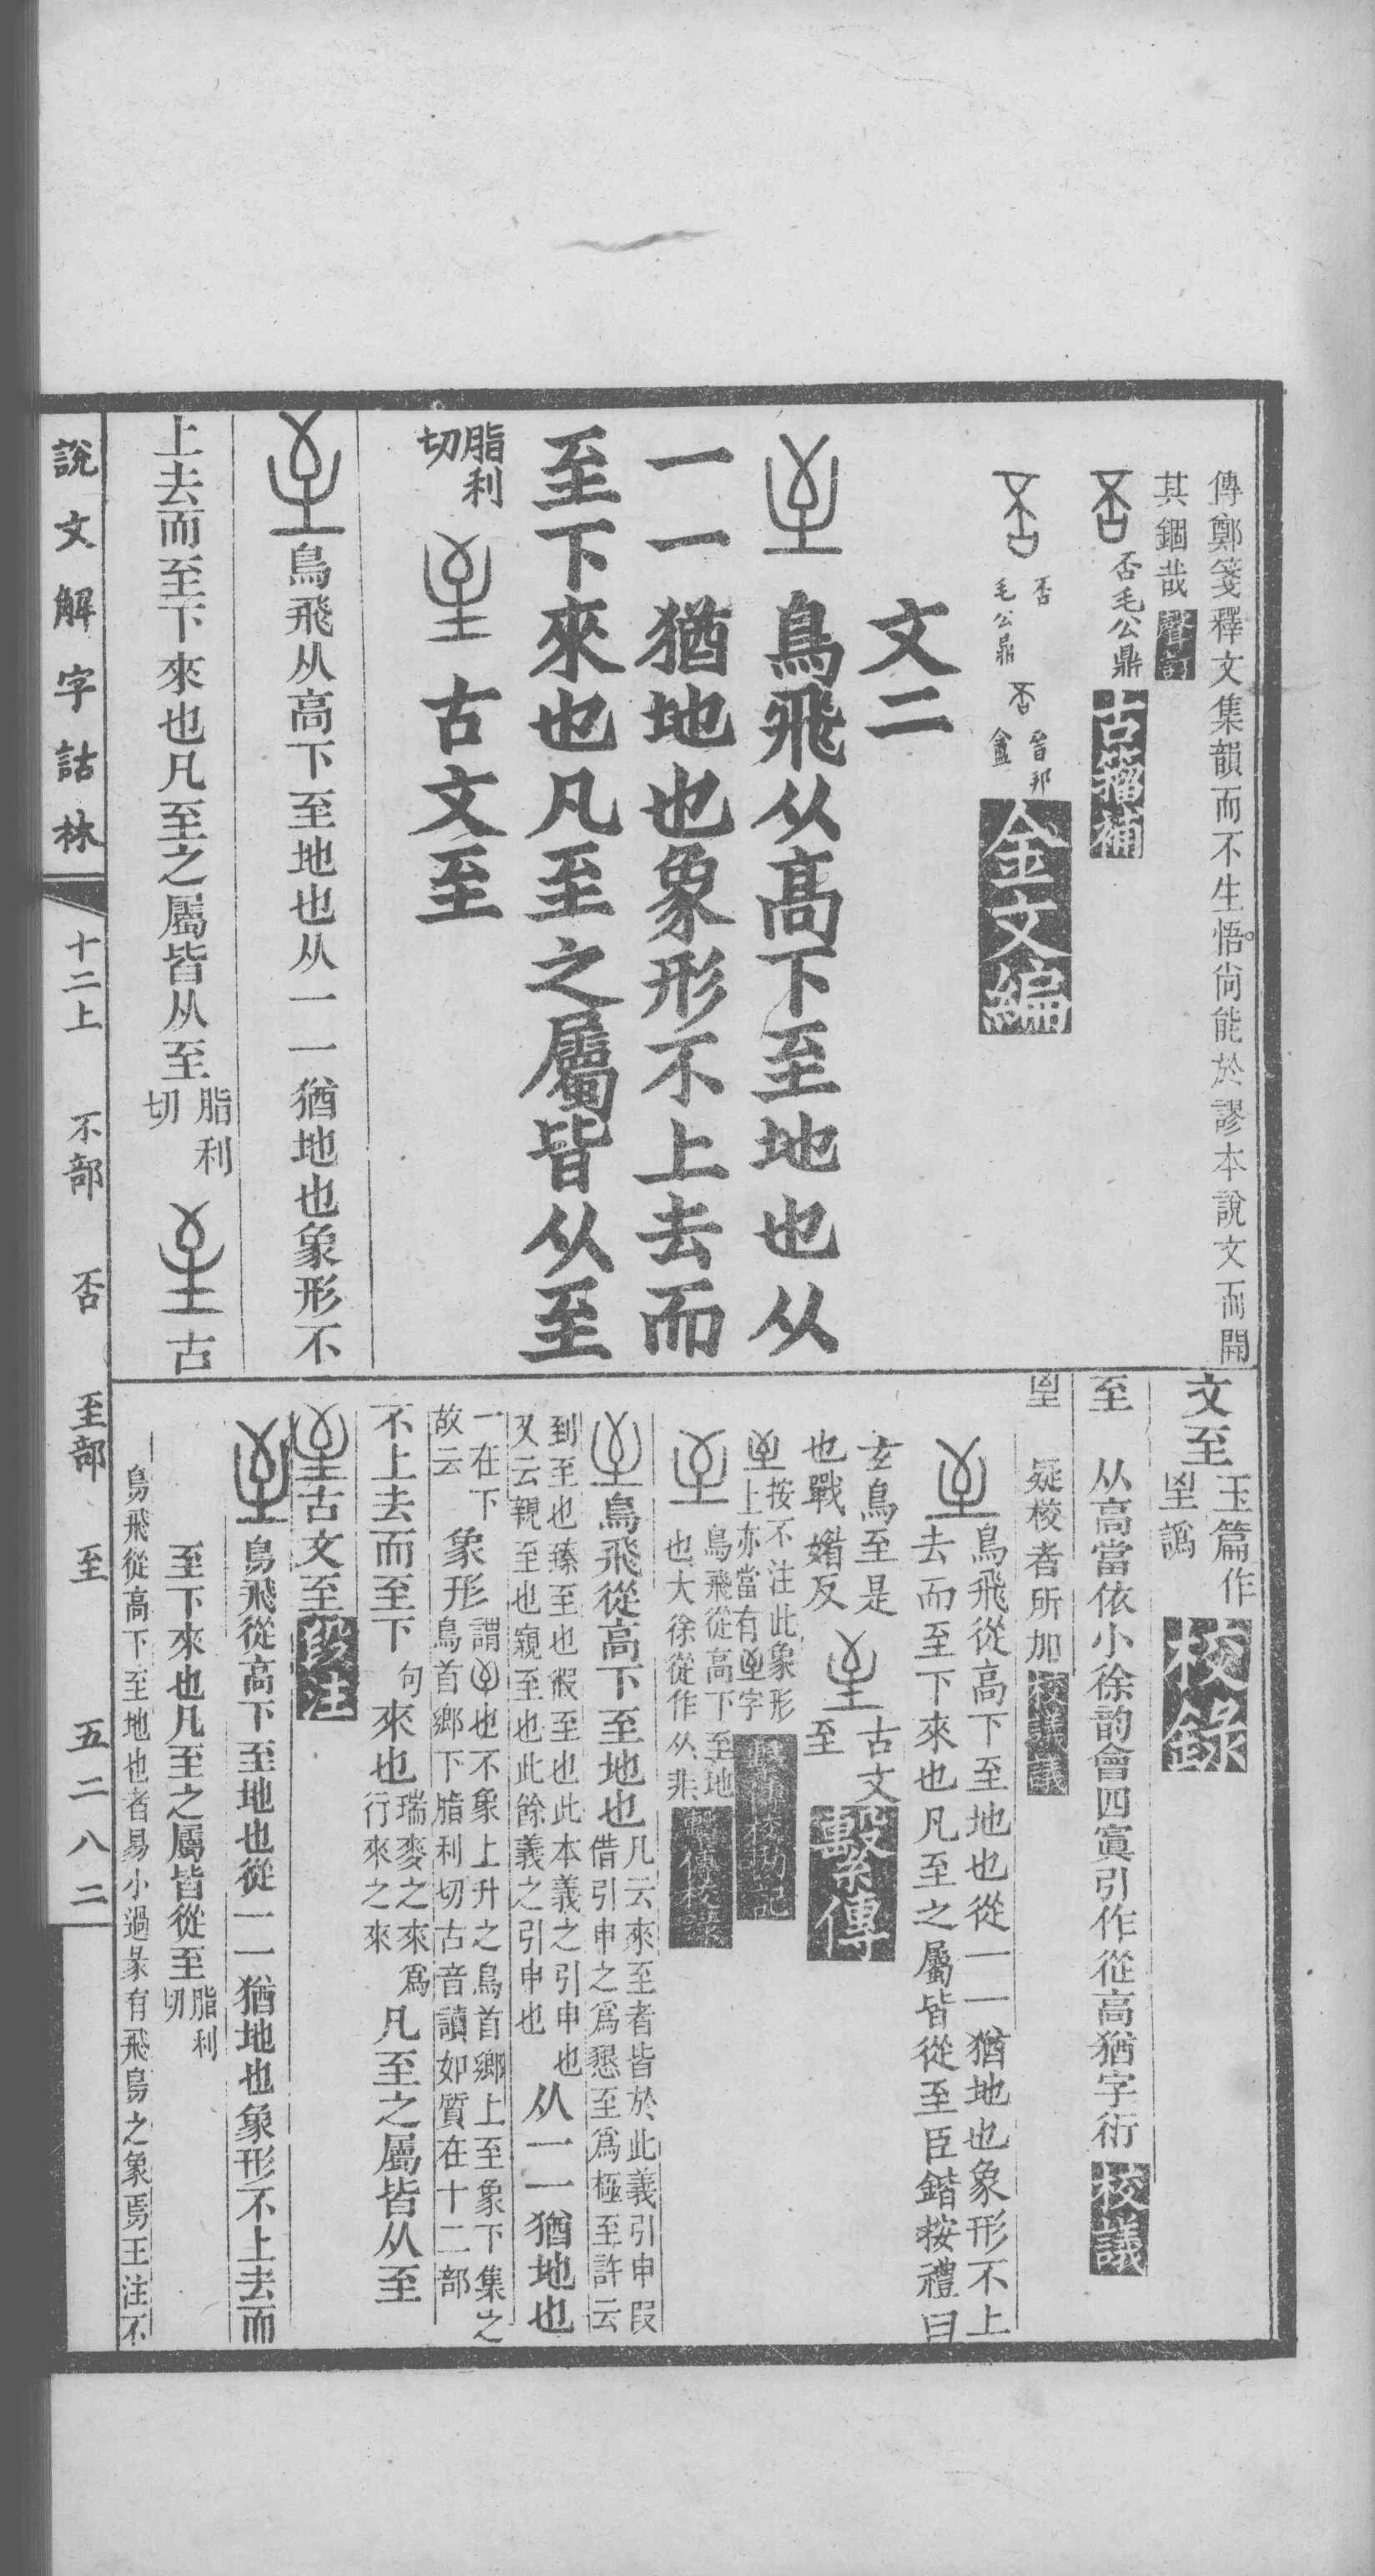 傳鄭箋釋文集韻而不生悟尙能於謬本說文而開
其錮哉聲訂
否毛公鼎古籀補
否毛公鼎 否 晉邦盦 金文編
文二
鳥飛从高下至地也从
一一猶地也象形不上去而
至下來也凡至之屬皆从至
脂利切 古文至
鳥飛从高下至地也从一一猶地也象形不
上去而至下來也凡至之屬皆从至脂利切 古
文至玉篇作𡊾譌校錄
至 从高當依小徐韵會四寘引作從高猶字衍校議
疑校者所加校議議
鳥飛從高下至地也從一一猶地也象形不上
去而至下來也凡至之屬皆從至臣鍇按禮曰
玄鳥至是也戰媘反 古文至繫傳
按不注此象形上亦當有字
鳥飛從高下至地也大徐從作从非繫傳校錄
鳥飛從高下至地也凡云來至者皆於此義引申叚借引申之爲懇至爲極至許云
到至也臻至也徦至也此本義之引申也又云親至也窺至也此餘義之引申也从一一猶地也
一在下故云象形謂也不象上升之鳥首鄉上至象下集之鳥首鄉下脂利切古音讀如質在十二部
不上去而至下句來也瑞麥之來爲行來之來凡至之屬皆从至
古文至段注
鳥飛從高下至地也從一一猶地也象形不上去而
至下來也凡至之屬皆從至脂利切
鳥飛從高下至地也者易小過彖有飛鳥之象焉王注不
說文解字詁林 十二上 不部 否 至部 至 五二八二